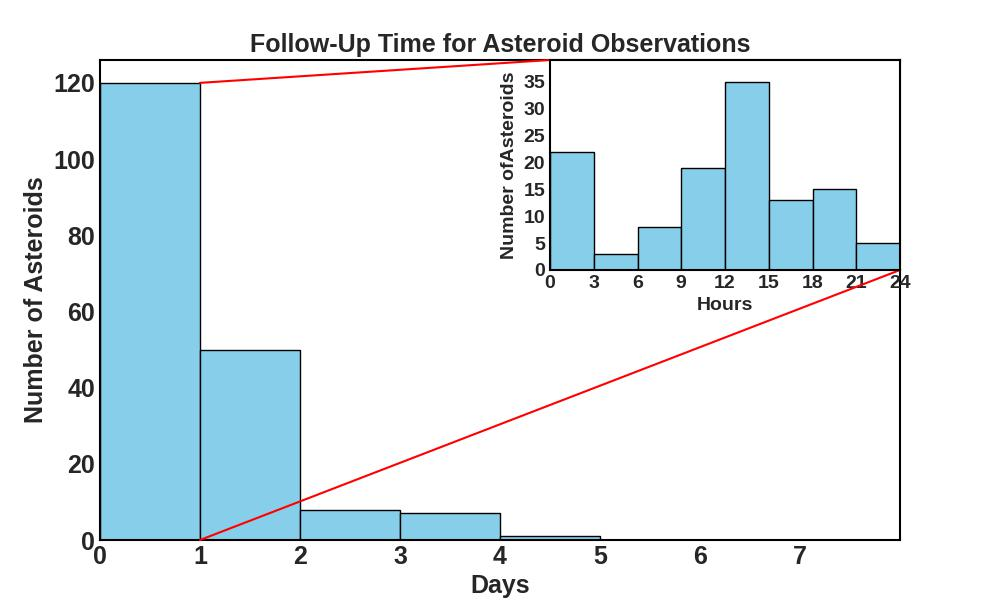 Follow-Up Time for Asteroid Observations
Number of Asteroids
120
100
80
60
40
20
0
0 1 2 3 4 5 6 7
Days
Number ofAsteroids
35
30
25
20
15
10
5
0
0 3 6 9 12 15 18 21 24
Hours